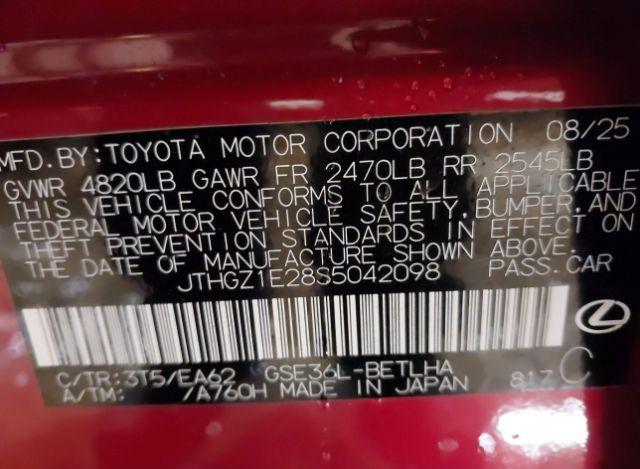 MFD.BY:TOYOTA MOTOR CORPORATION 08/25
GVWR 4820LB GAWR FR 2470LB RR 2545LB
THIS VEHICLE CONFORMS TO ALL APPLICABLE
FEDERAL MOTOR VEHICLE SAFETY,BUMPER,AND
THEFT PREVENTION STANDARDS IN EFFECT ON
THE DATE OF MANUFACTURE SHOWN ABOVE.
JTHGZ1E28S5042098 PASS.CAR
C/TR:3T5/EA62 GSE36L-BETLHA
A/TM: /A760H MADE IN JAPAN 817 C